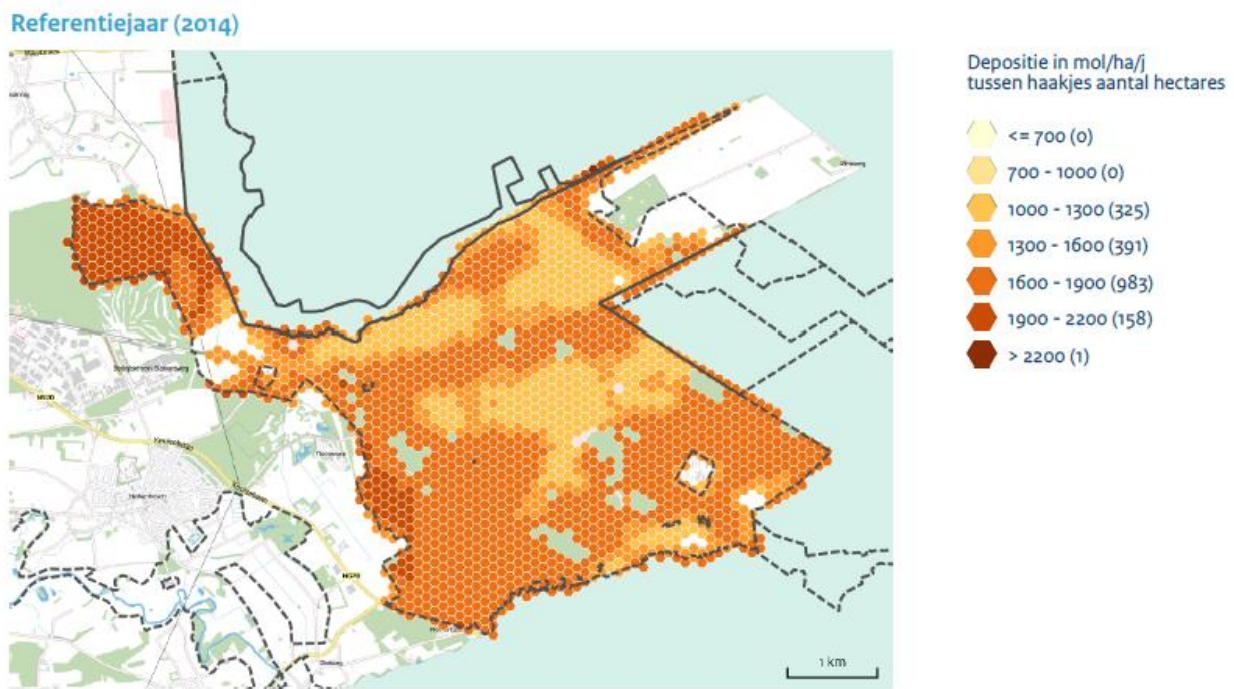 Referentiejaar (2014)
Depositie in mol/ha/j
tussen haakjes aantal hectares
<= 700 (0)
700 - 1000 (0)
1000 - 1300 (325)
1300 - 1600 (391)
1600 - 1900 (983)
1900 - 2200 (158)
> 2200 (1)
1 km